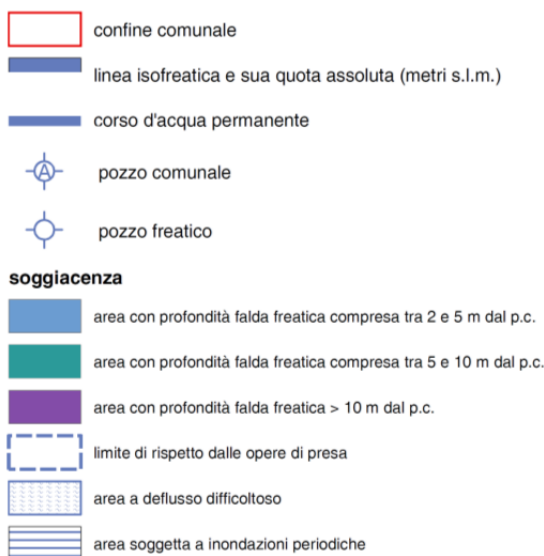 confine comunale
linea isofreatica e sua quota assoluta (metri s.l.m.)
corso d'acqua permanente
A
pozzo comunale
pozzo freatico
soggiacenza
area con profondità falda freatica compresa tra 2 e 5 m dal p.c.
area con profondità falda freatica compresa tra 5 e 10 m dal p.c.
area con profondità falda freatica > 10 m dal p.c.
limite di rispetto dalle opere di presa
area a deflusso difficoltoso
area soggetta a inondazioni periodiche